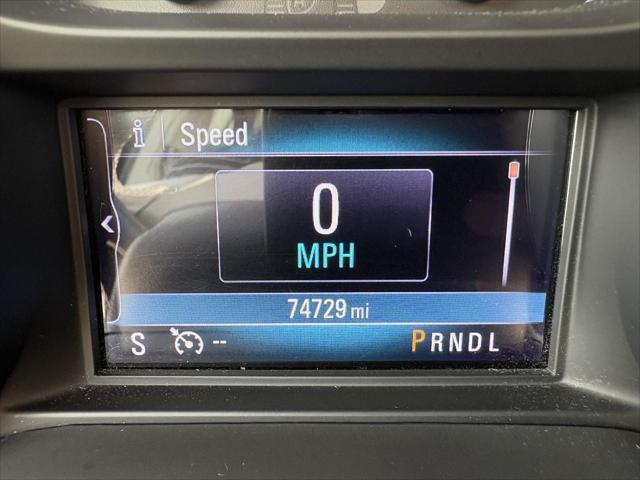 i Speed
0
MPH
74729 mi
S -- PRNDL